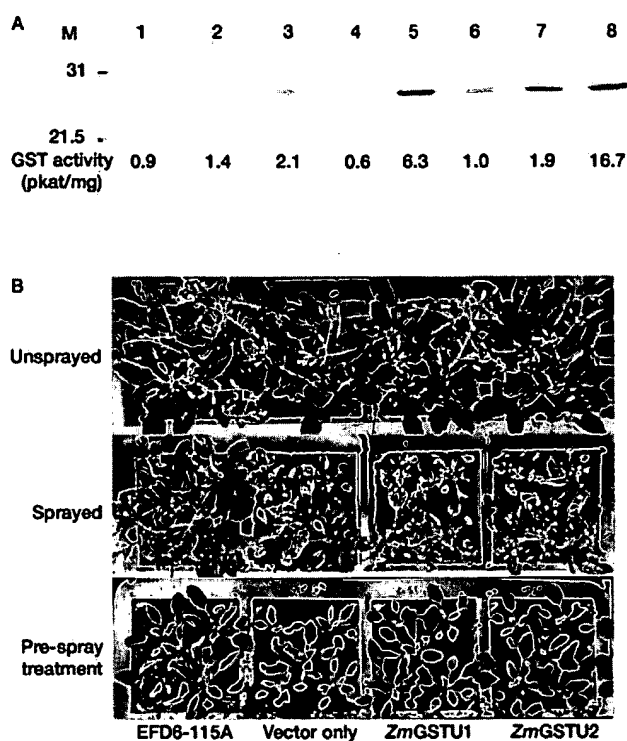 A
M 1 2 3 4 5 6 7 8
31 -
21.5 -
GST activity 0.9 1.4 2.1 0.6 6.3 1.0 1.9 16.7
(pkat/mg)
B
Unsprayed
Sprayed
Pre-spray
treatment
EFD6-115A Vector only ZmGSTU1 ZmGSTU2